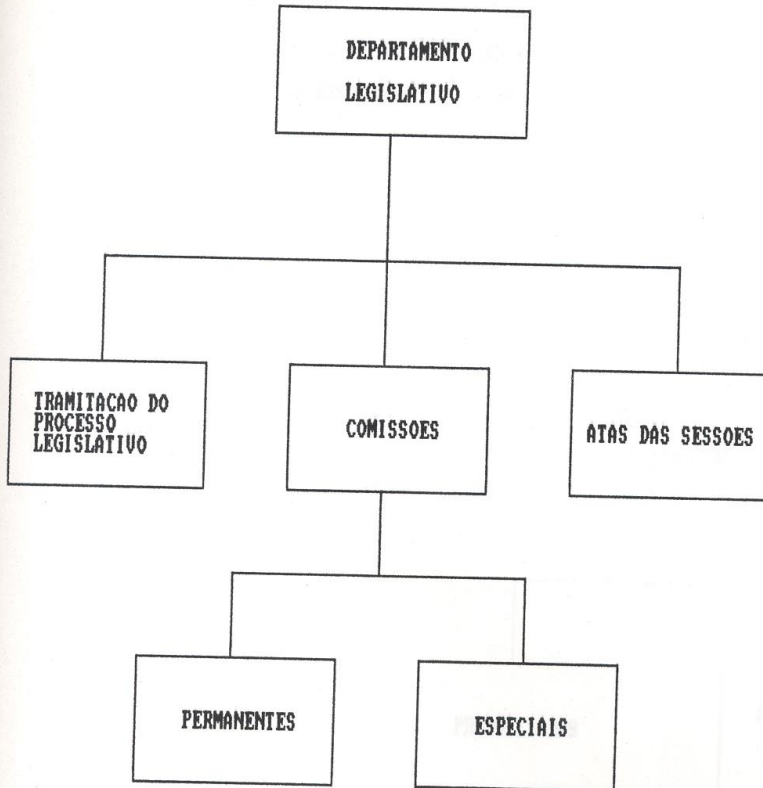 DEPARTAMENTO
LEGISLATIVO
TRAMITACAO DO
PROCESSO
LEGISLATIVO
COMISSOES
ATAS DAS SESSOES
PERMANENTES
ESPECIAIS